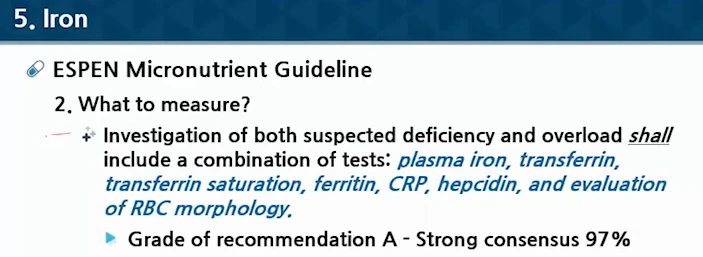 5. Iron
ESPEN Micronutrient Guideline
2. What to measure?
Investigation of both suspected deficiency and overload shall
include a combination of tests: plasma iron, transferrin,
transferrin saturation, ferritin, CRP, hepcidin, and evaluation
of RBC morphology.
Grade of recommendation A - Strong consensus 97%